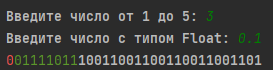 Введите число от 1 до 5: 3
Введите число с типом Float: 0.1
00111101110011001100110011001101